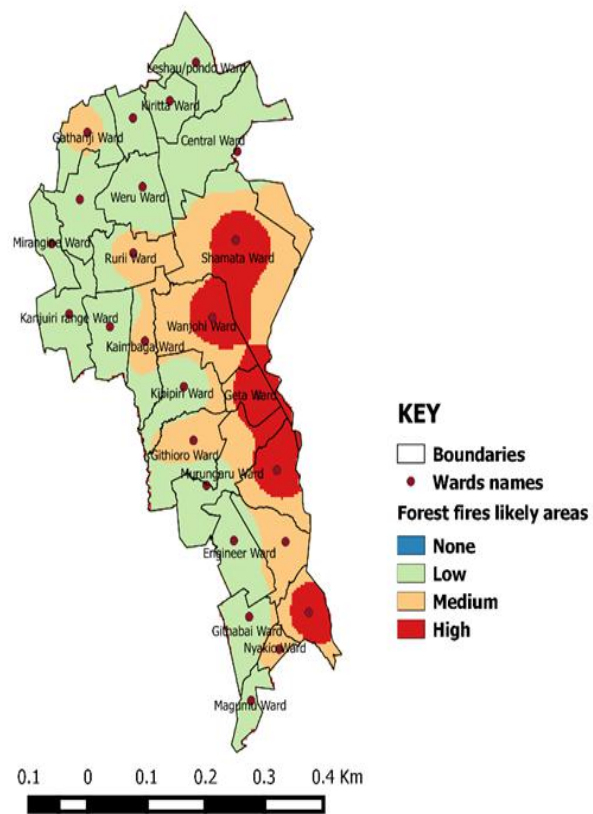 Leshau/pondo Ward
Kiritta Ward
Gathanji Ward
Central Ward
Weru Ward
Mirangine Ward
Rurii Ward
Shamata Ward
Kanjuiri range Ward
Wanjohi Ward
Kaimbaga Ward
Kipipiri Ward
Geta Ward
Githioro Ward
Murungaru Ward
Engineer Ward
Githabai Ward
Nyakio Ward
Magumu Ward
KEY
Boundaries
Wards names
Forest fires likely areas
None
Low
Medium
High
0.1 0 0.1 0.2 0.3 0.4 Km